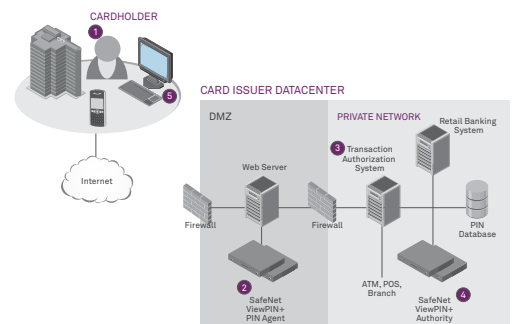 CARDHOLDER
1
5
Internet
CARD ISSUER DATACENTER
DMZ
PRIVATE NETWORK
Retail Banking
System
3 Transaction
Authorization
System
Web Server
Firewall
Firewall
PIN
Database
2
SafeNet
ViewPIN+
PIN Agent
ATM, POS,
Branch
4
SafeNet
ViewPIN+
Authority